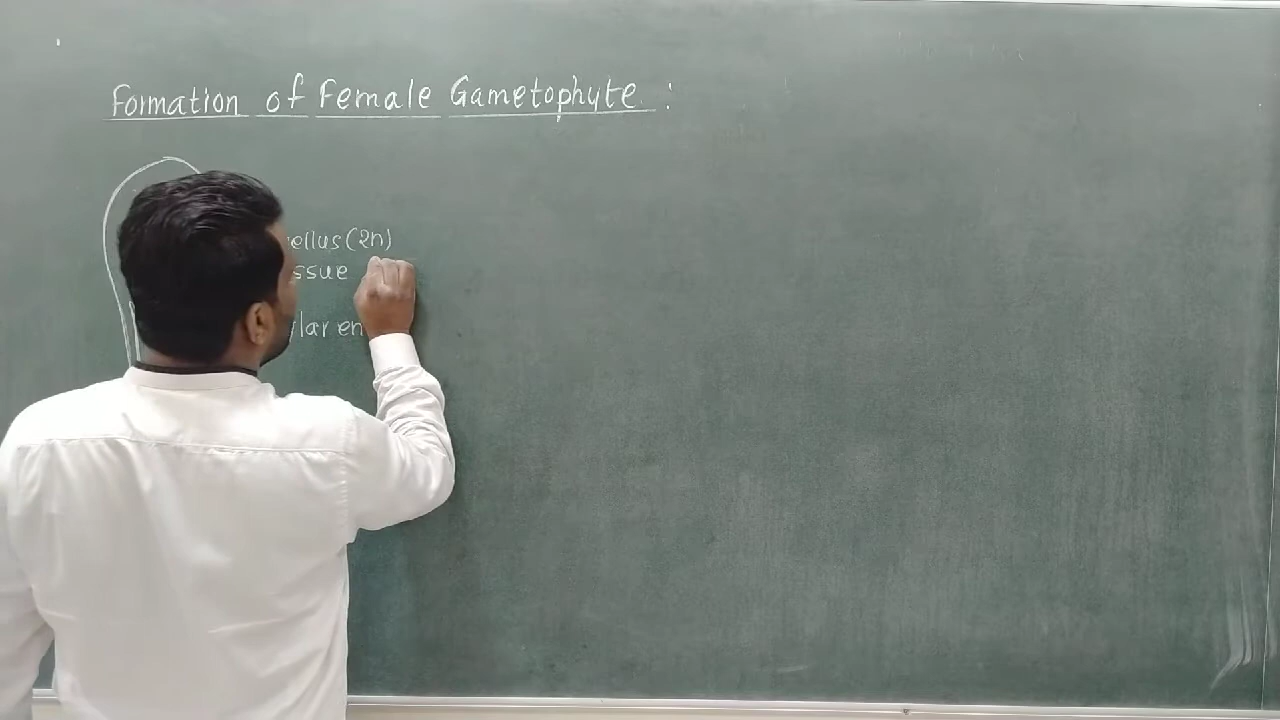 Formation of Female Gametophyte :
ellus (2n)
ssue
lar en